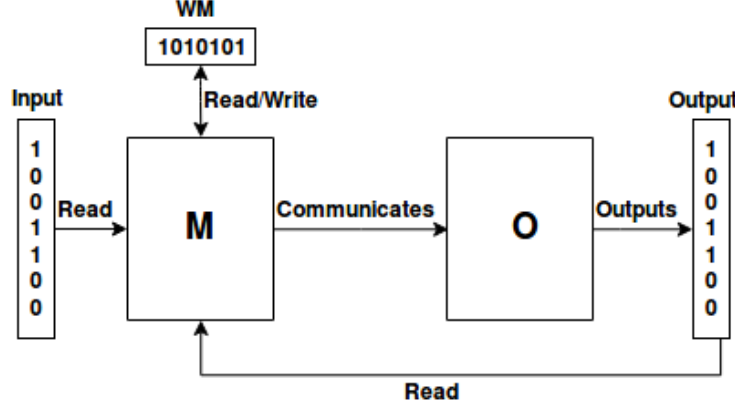 WM
1010101
Input
Read/Write
Output
1
0
0
1
1
0
0
Read
M
Communicates
O
Outputs
1
0
0
1
1
0
0
Read